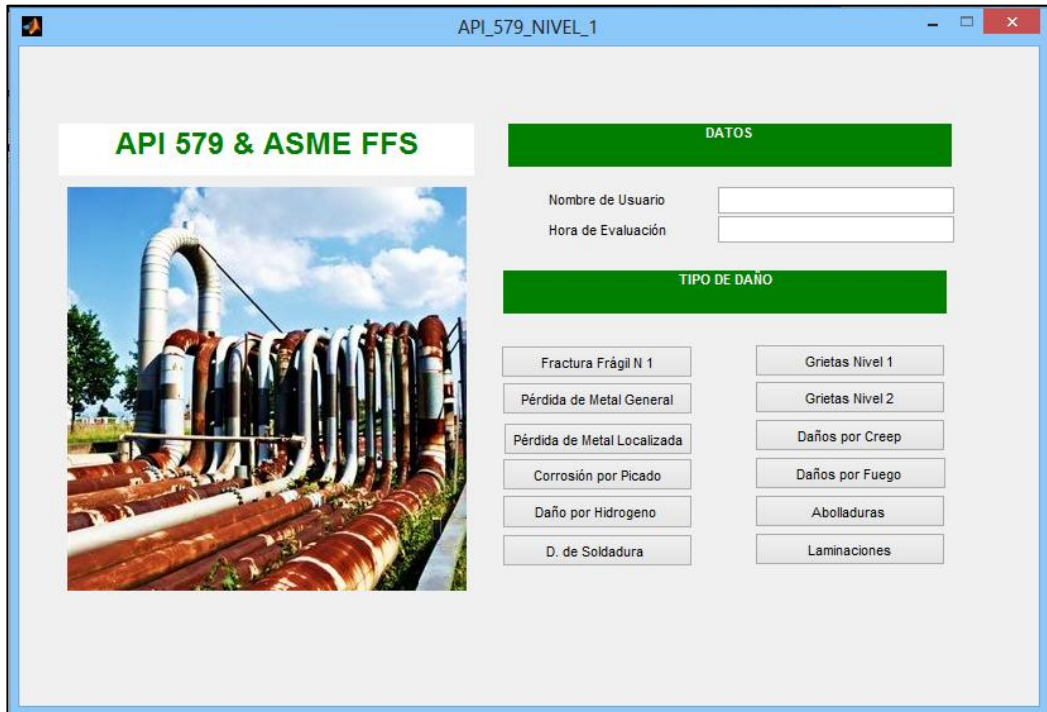 API_579_NIVEL_1
API 579 & ASME FFS
DATOS
Nombre de Usuario
Hora de Evaluación
TIPO DE DAÑO
Fractura Frágil N 1
Pérdida de Metal General
Pérdida de Metal Localizada
Corrosión por Picado
Daño por Hidrogeno
D. de Soldadura
Grietas Nivel 1
Grietas Nivel 2
Daños por Creep
Daños por Fuego
Abolladuras
Laminaciones